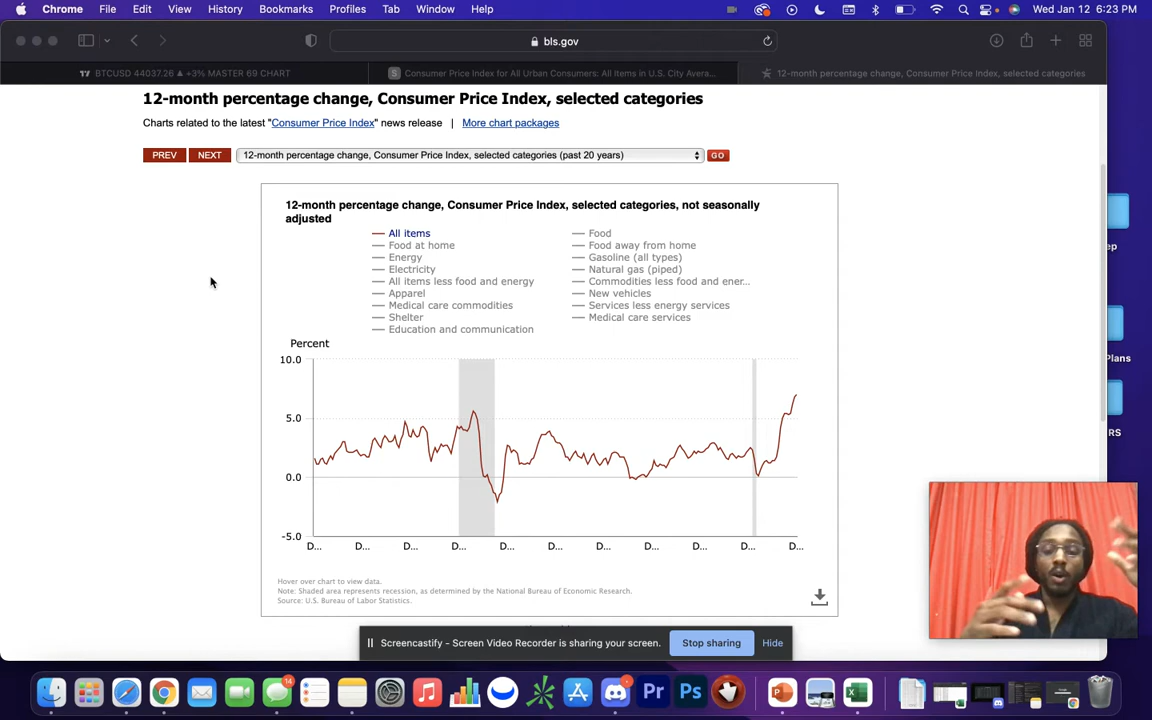 Chrome File Edit View History Bookmarks Profiles Tab Window Help Wed Jan 12 6:23 PM
bls.gov
BTCUSD 44037.26 ▲ +3% MASTER 69 CHART
S Consumer Price Index for All Urban Consumers: All Items in U.S. City Avera...
12-month percentage change, Consumer Price Index, selected categories
12-month percentage change, Consumer Price Index, selected categories
Charts related to the latest "Consumer Price Index" news release | More chart packages
PREV NEXT 12-month percentage change, Consumer Price Index, selected categories (past 20 years) GO
12-month percentage change, Consumer Price Index, selected categories, not seasonally
adjusted
All items
Food at home
Energy
Electricity
All items less food and energy
Apparel
Medical care commodities
Shelter
Education and communication
Food
Food away from home
Gasoline (all types)
Natural gas (piped)
Commodities less food and ener...
New vehicles
Services less energy services
Medical care services
Percent
10.0
5.0
0.0
-5.0
D... D... D... D... D... D... D... D... D... D... D...
Hover over chart to view data.
Note: Shaded area represents recession, as determined by the National Bureau of Economic Research.
Source: U.S. Bureau of Labor Statistics.
ep
Plans
RS
Screencastify - Screen Video Recorder is sharing your screen. Stop sharing Hide
14
Pr
Ps